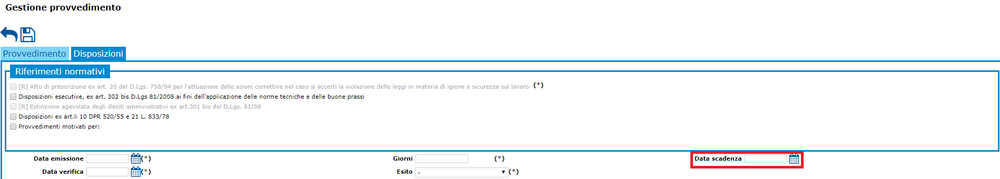 Gestione provvedimento
Provvedimento Disposizioni
Riferimenti normativi
[R] Atto di prescrizione ex art. 20 del D.Lgs. 758/94 per l'attuazione delle azioni correttive nel caso si accerti la violazione delle leggi in materia di igiene e sicurezza sul lavoro (*)
Disposizioni esecutive, ex art. 302 bis D.Lgs 81/2008 ai fini dell'applicazione delle norme tecniche e delle buone prassi
[R] Estinzione agevolata degli illeciti amministrativi ex art.301 bis del D.Lgs. 81/08
Disposizioni ex art.li 10 DPR 520/55 e 21 L. 833/78
Provvedimenti motivati per:
Data emissione (*) Giorni (*) Data scadenza
Data verifica (*) Esito - (*)